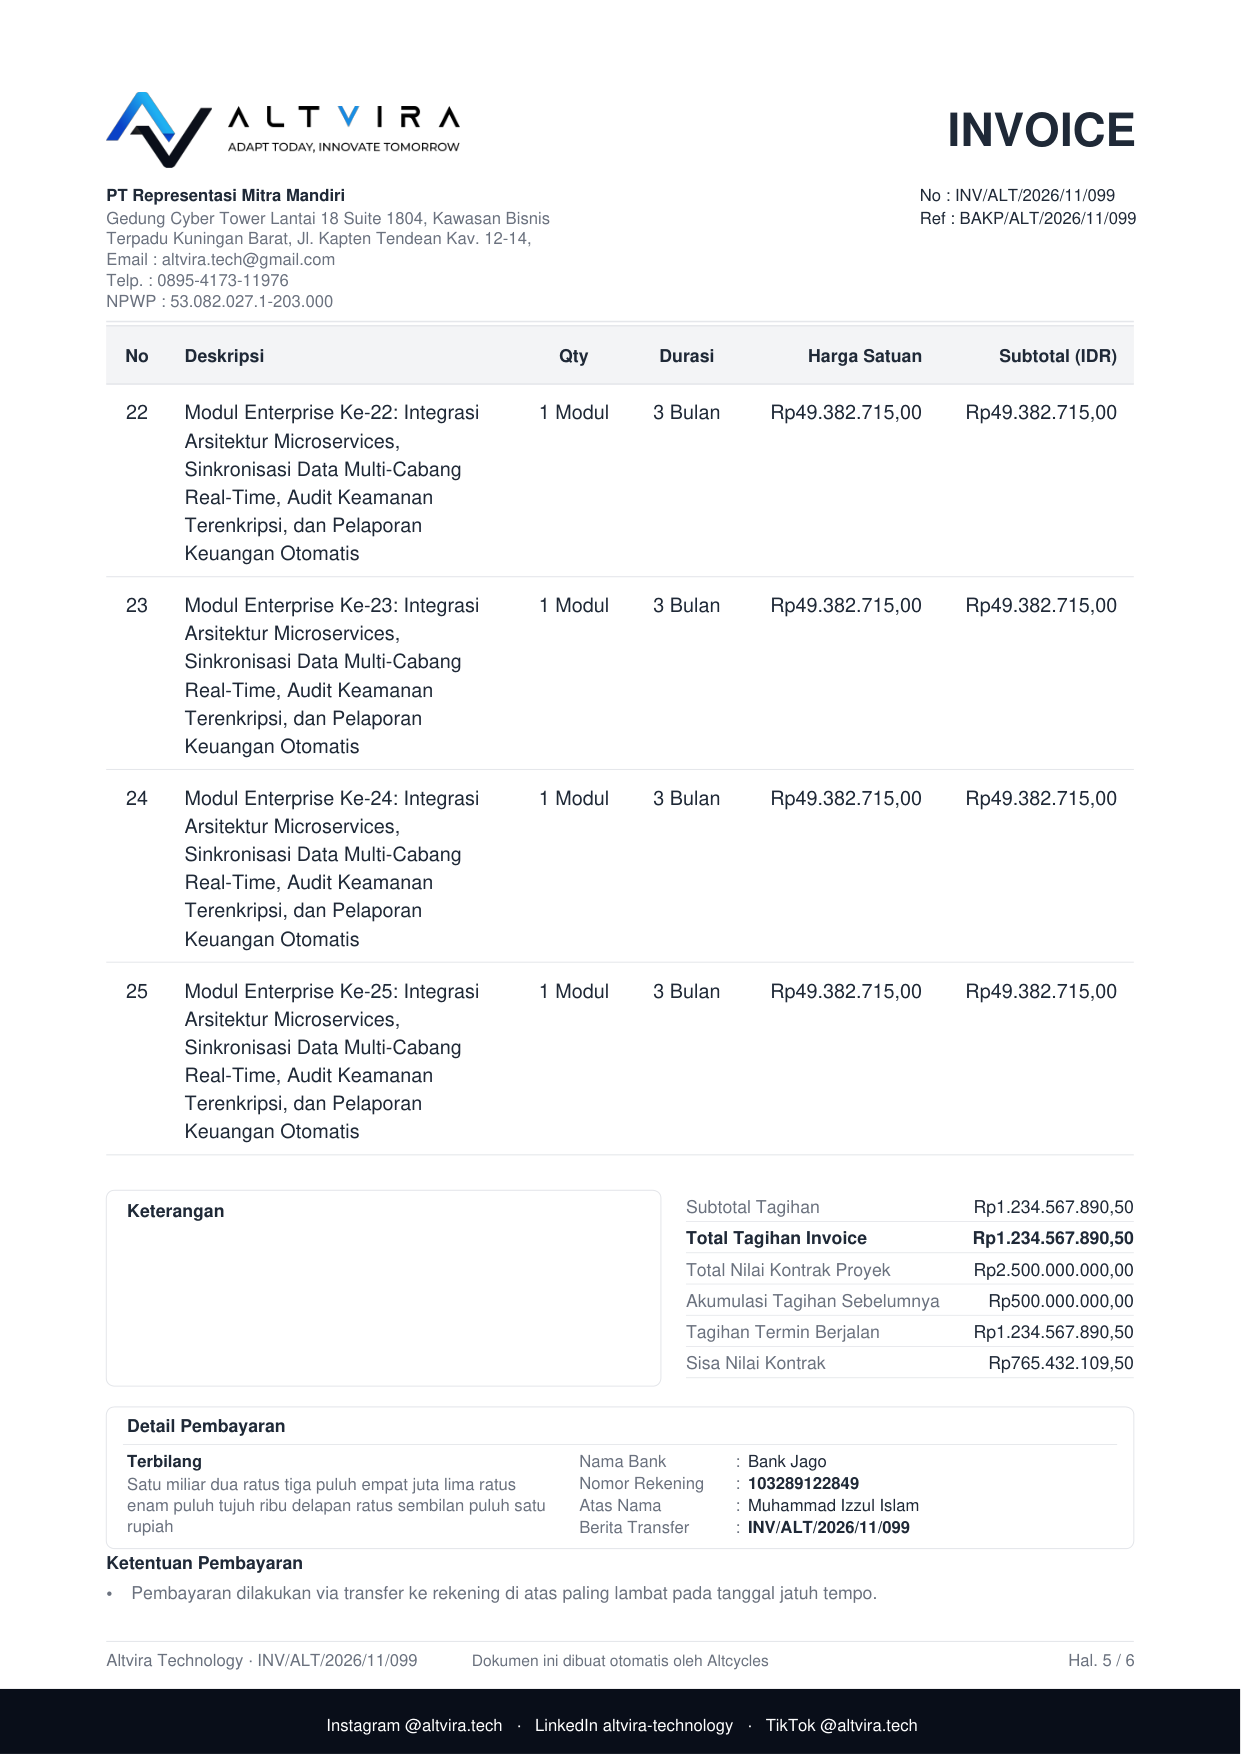 ALTVIRA
ADAPT TODAY, INNOVATE TOMORROW
INVOICE
PT Representasi Mitra Mandiri
Gedung Cyber Tower Lantai 18 Suite 1804, Kawasan Bisnis
Terpadu Kuningan Barat, Jl. Kapten Tendean Kav. 12-14,
Email : altvira.tech@gmail.com
Telp. : 0895-4173-11976
NPWP : 53.082.027.1-203.000
No : INV/ALT/2026/11/099
Ref : BAKP/ALT/2026/11/099
No Deskripsi Qty Durasi Harga Satuan Subtotal (IDR)
22 Modul Enterprise Ke-22: Integrasi 1 Modul 3 Bulan Rp49.382.715,00 Rp49.382.715,00
Arsitektur Microservices,
Sinkronisasi Data Multi-Cabang
Real-Time, Audit Keamanan
Terenkripsi, dan Pelaporan
Keuangan Otomatis
23 Modul Enterprise Ke-23: Integrasi 1 Modul 3 Bulan Rp49.382.715,00 Rp49.382.715,00
Arsitektur Microservices,
Sinkronisasi Data Multi-Cabang
Real-Time, Audit Keamanan
Terenkripsi, dan Pelaporan
Keuangan Otomatis
24 Modul Enterprise Ke-24: Integrasi 1 Modul 3 Bulan Rp49.382.715,00 Rp49.382.715,00
Arsitektur Microservices,
Sinkronisasi Data Multi-Cabang
Real-Time, Audit Keamanan
Terenkripsi, dan Pelaporan
Keuangan Otomatis
25 Modul Enterprise Ke-25: Integrasi 1 Modul 3 Bulan Rp49.382.715,00 Rp49.382.715,00
Arsitektur Microservices,
Sinkronisasi Data Multi-Cabang
Real-Time, Audit Keamanan
Terenkripsi, dan Pelaporan
Keuangan Otomatis
Keterangan
Subtotal Tagihan Rp1.234.567.890,50
Total Tagihan Invoice Rp1.234.567.890,50
Total Nilai Kontrak Proyek Rp2.500.000.000,00
Akumulasi Tagihan Sebelumnya Rp500.000.000,00
Tagihan Termin Berjalan Rp1.234.567.890,50
Sisa Nilai Kontrak Rp765.432.109,50
Detail Pembayaran
Terbilang
Satu miliar dua ratus tiga puluh empat juta lima ratus
enam puluh tujuh ribu delapan ratus sembilan puluh satu
rupiah
Nama Bank : Bank Jago
Nomor Rekening : 103289122849
Atas Nama : Muhammad Izzul Islam
Berita Transfer : INV/ALT/2026/11/099
Ketentuan Pembayaran
• Pembayaran dilakukan via transfer ke rekening di atas paling lambat pada tanggal jatuh tempo.
Altvira Technology · INV/ALT/2026/11/099 Dokumen ini dibuat otomatis oleh Altcycles Hal. 5 / 6
Instagram @altvira.tech · LinkedIn altvira-technology · TikTok @altvira.tech